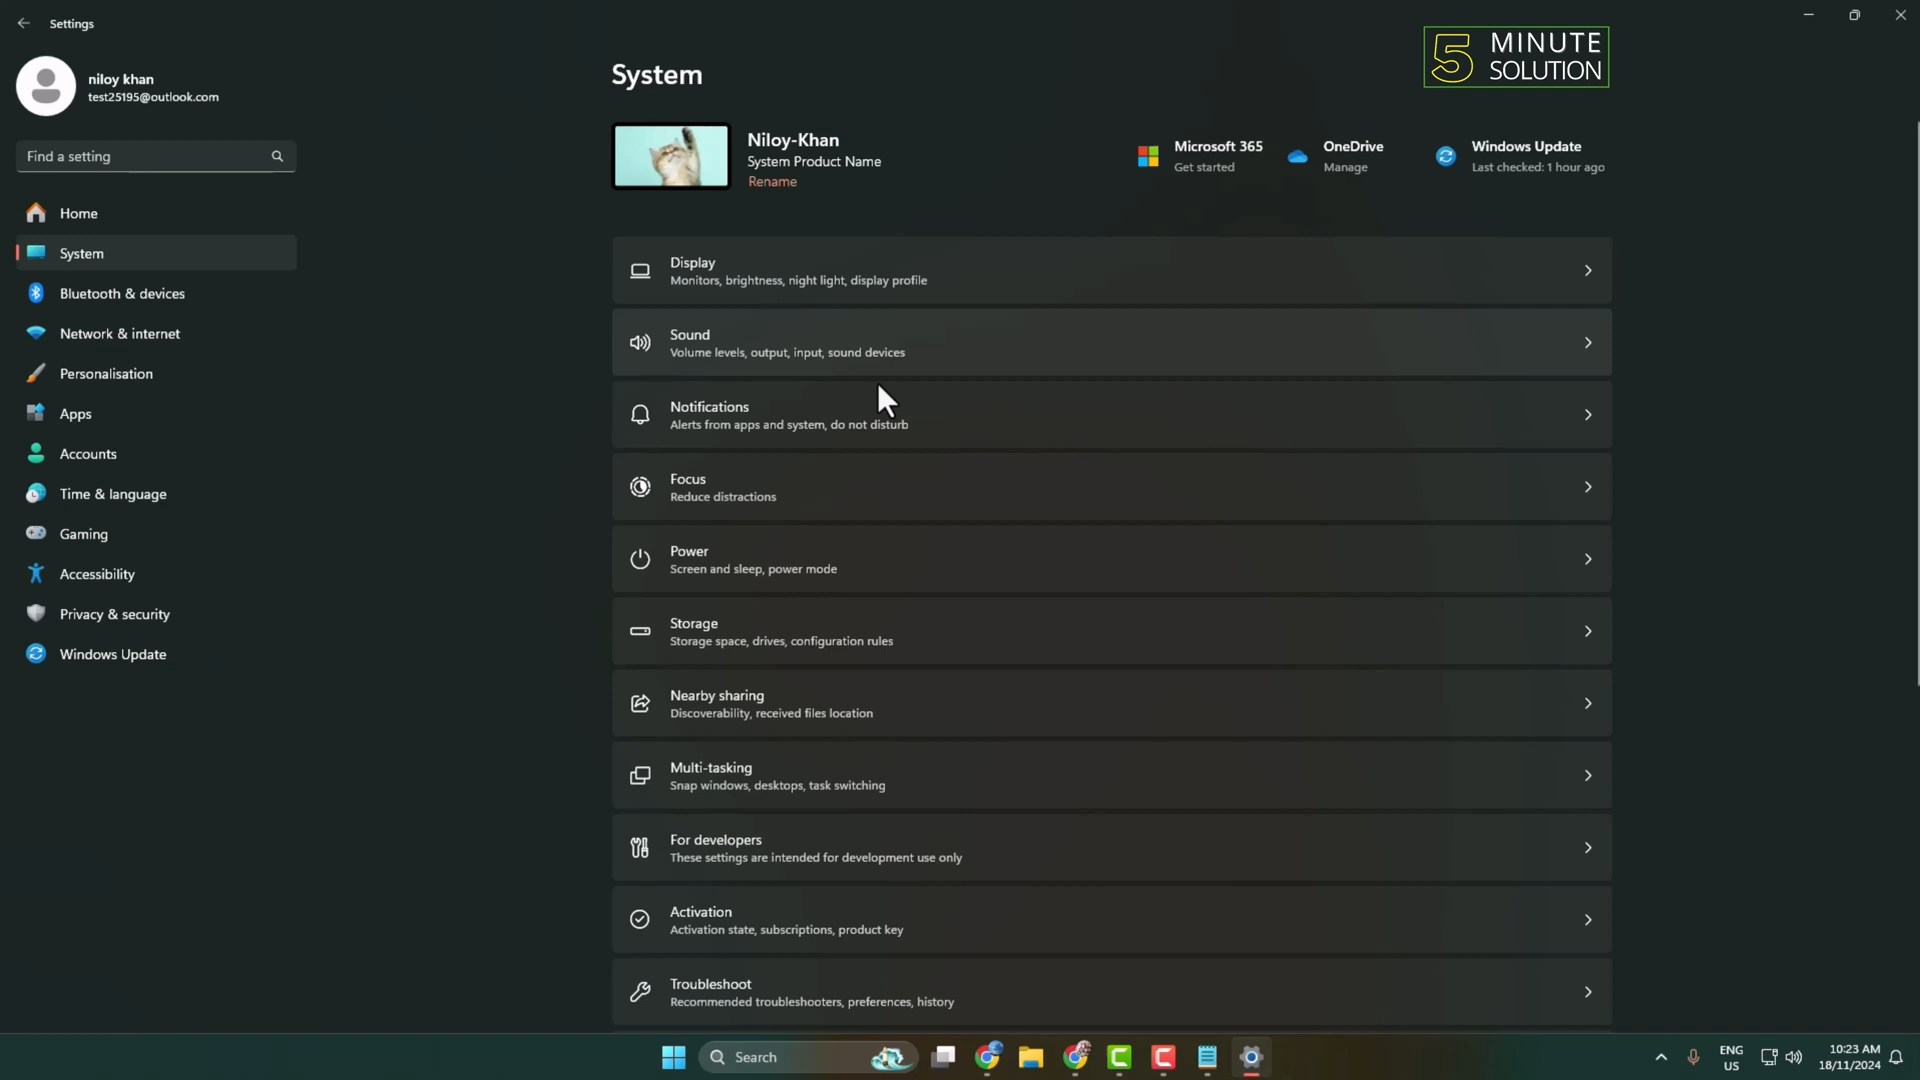 Settings
niloy khan
test25195@outlook.com
Find a setting
Home
System
Bluetooth & devices
Network & internet
Personalisation
Apps
Accounts
Time & language
Gaming
Accessibility
Privacy & security
Windows Update
System
5 MINUTE
SOLUTION
Niloy-Khan
System Product Name
Rename
Microsoft 365
Get started
OneDrive
Manage
Windows Update
Last checked: 1 hour ago
Display
Monitors, brightness, night light, display profile
Sound
Volume levels, output, input, sound devices
Notifications
Alerts from apps and system, do not disturb
Focus
Reduce distractions
Power
Screen and sleep, power mode
Storage
Storage space, drives, configuration rules
Nearby sharing
Discoverability, received files location
Multi-tasking
Snap windows, desktops, task switching
For developers
These settings are intended for development use only
Activation
Activation state, subscriptions, product key
Troubleshoot
Recommended troubleshooters, preferences, history
Search
ENG
US
10:23 AM
18/11/2024